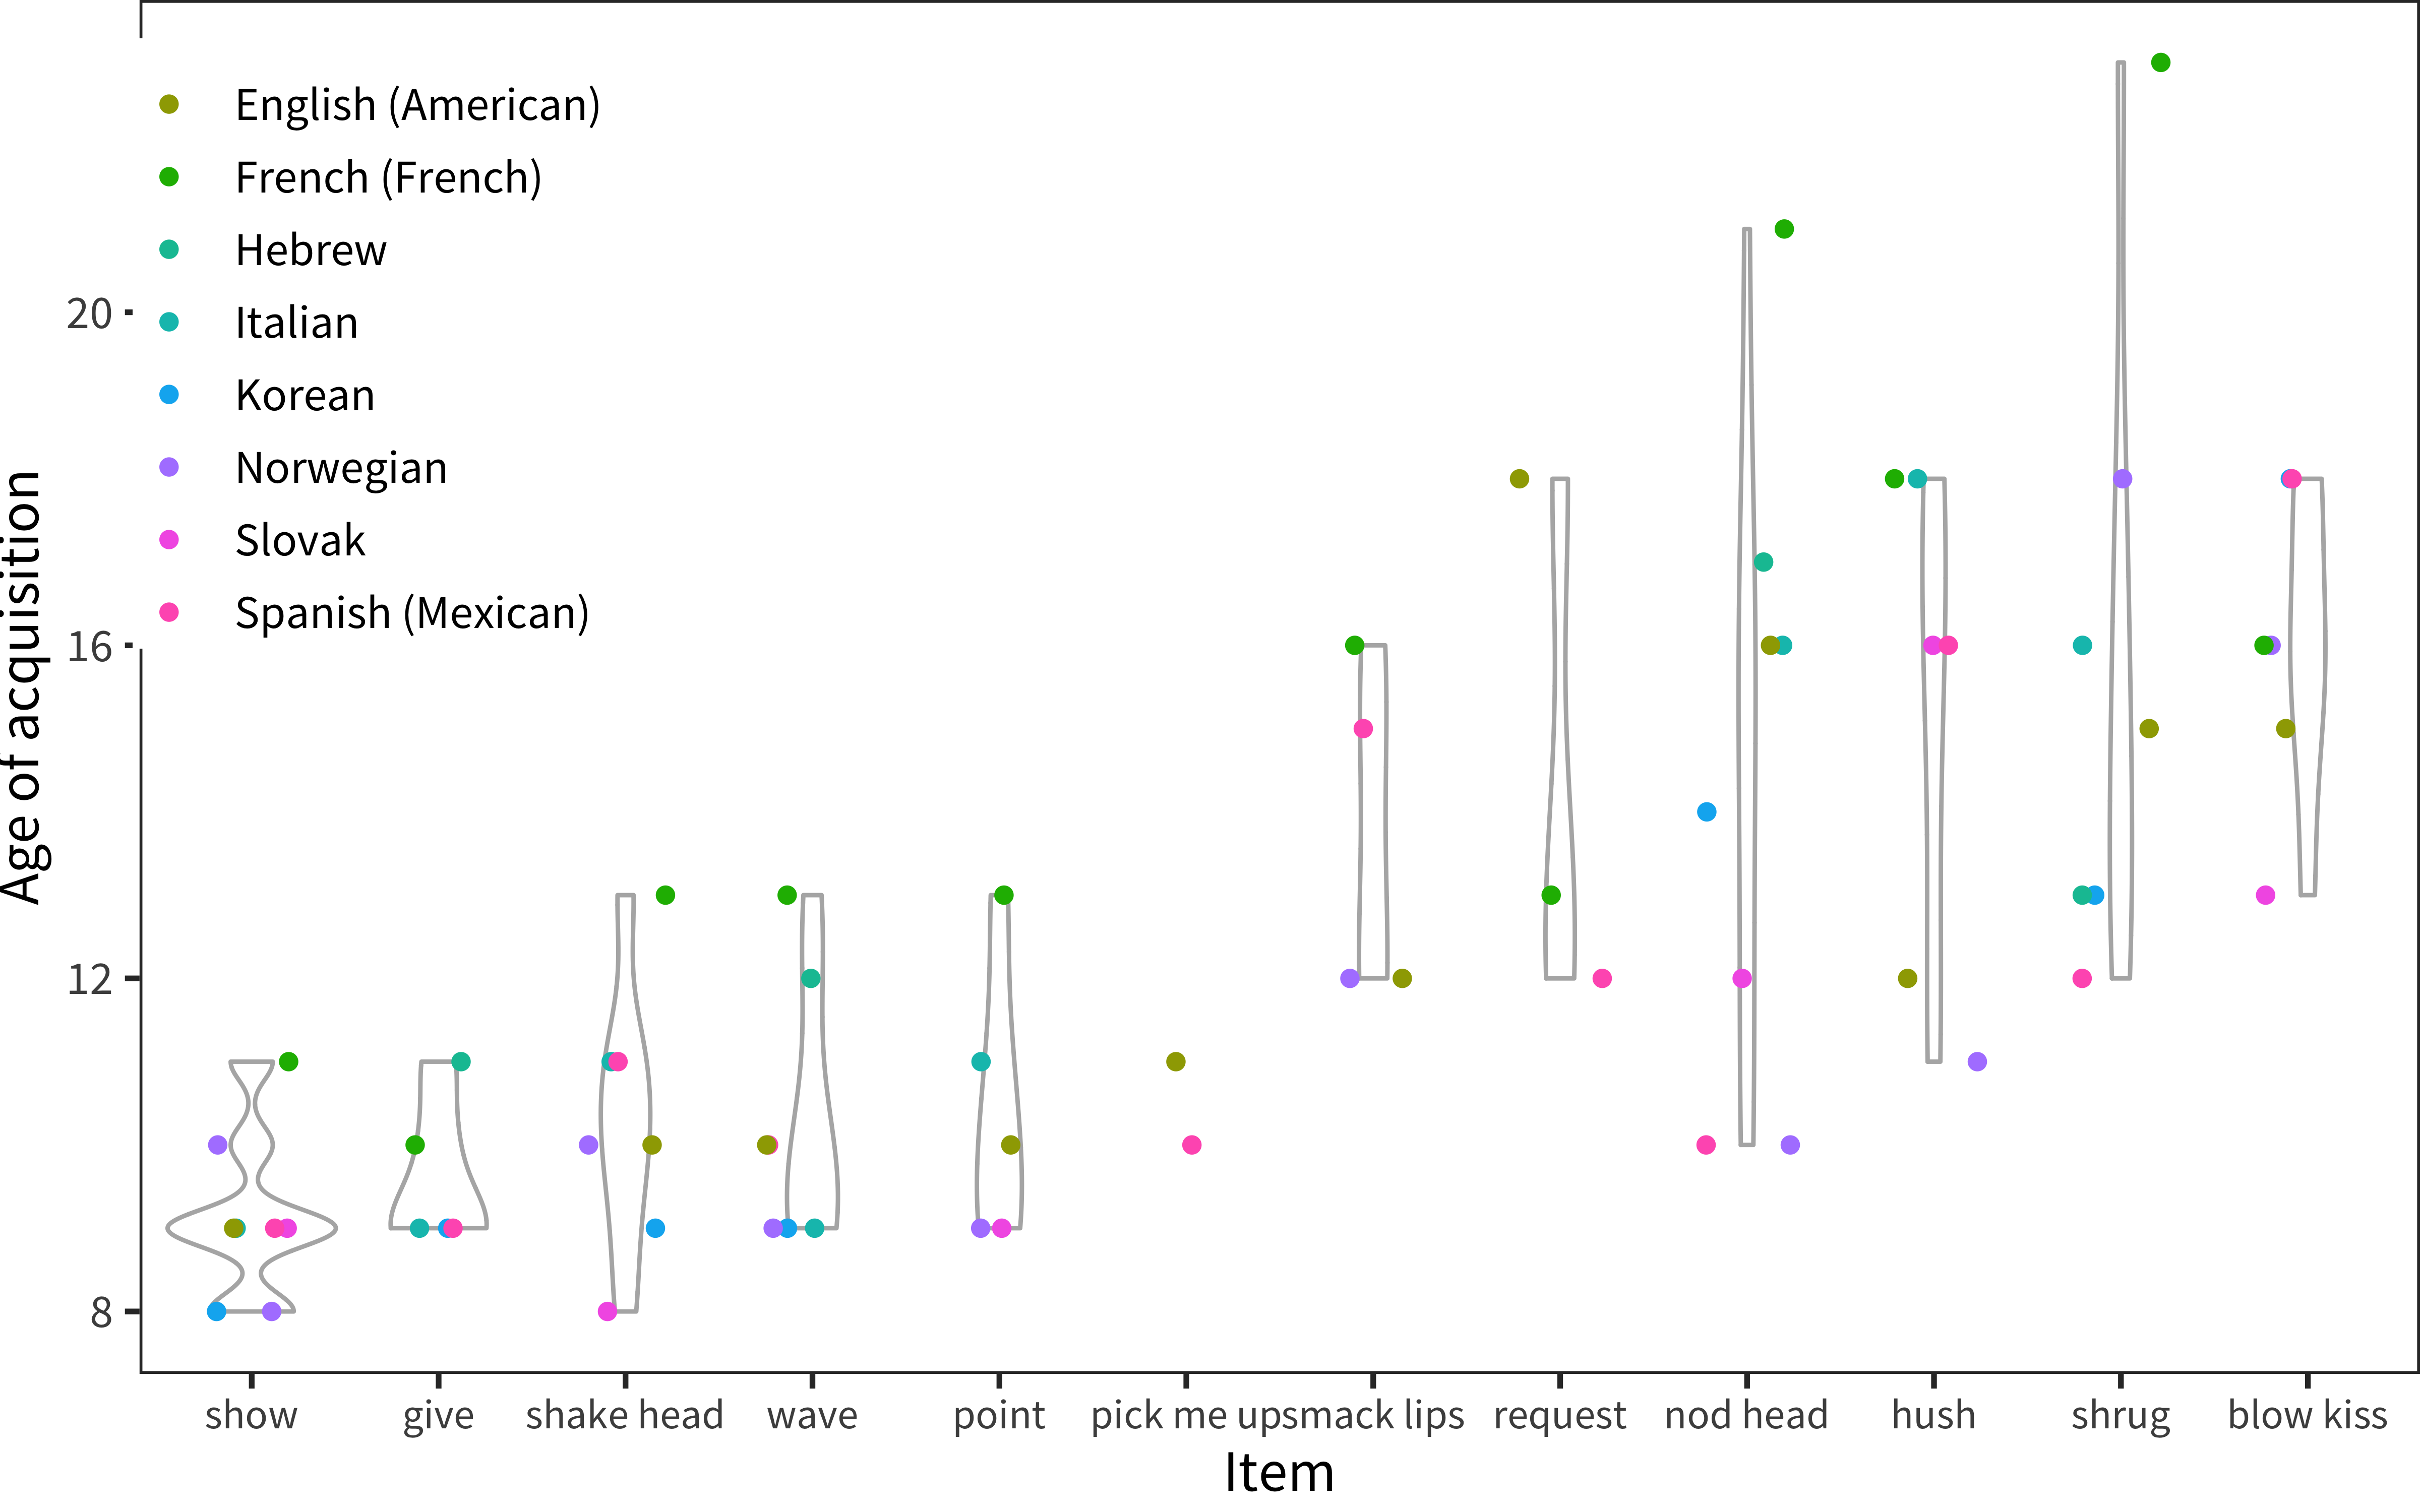 English (American)
French (French)
Hebrew
Italian
Korean
Norwegian
Slovak
Spanish (Mexican)
20
16
12
8
Age of acquisition
show give shake head wave point pick me up smack lips request nod head hush shrug blow kiss
Item